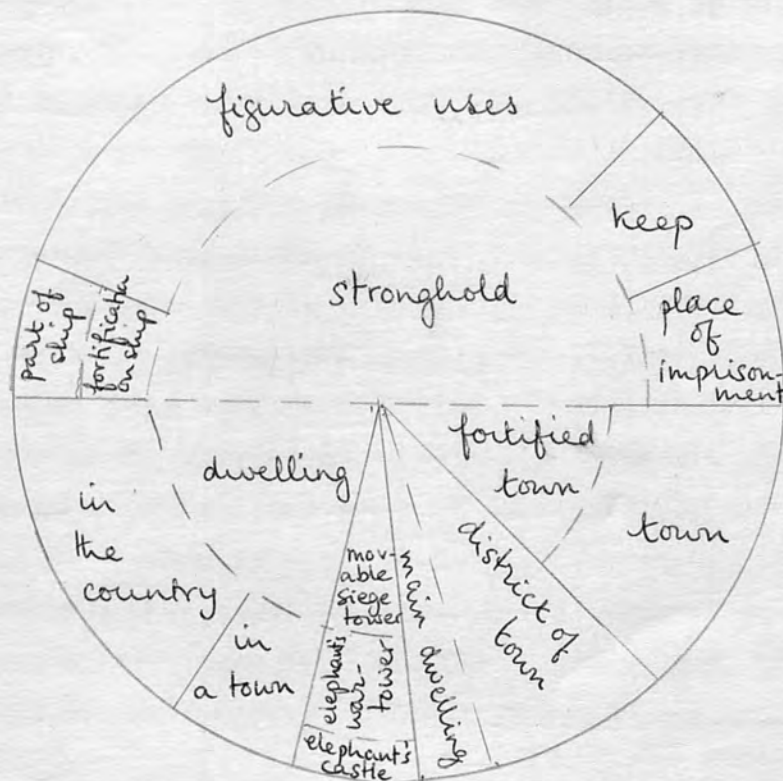 figurative uses
keep
stronghold
place
of
imprison-
ment
part of
ship
fortificatio
on ship
fortified
town
town
dwelling
in
the
country
in
a town
mov-
able
siege
tower
elephant's
war-
tower
elephant's
castle
main dwelling
district of
town